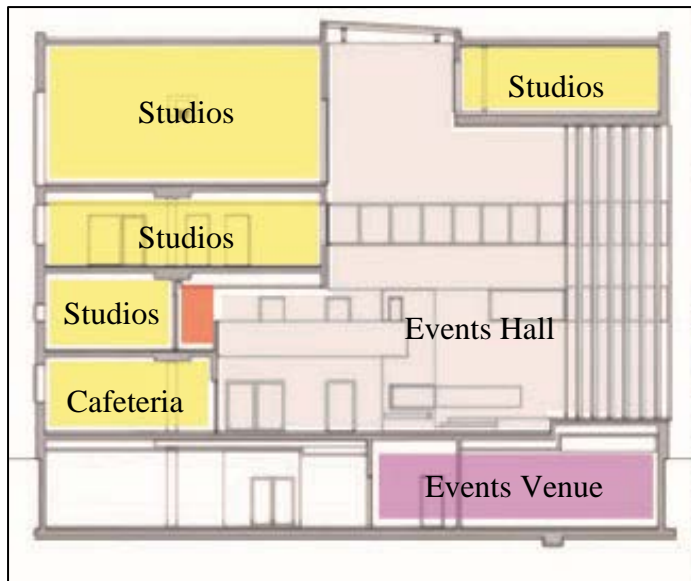 Studios
Studios
Studios
Studios
Events Hall
Cafeteria
Events Venue